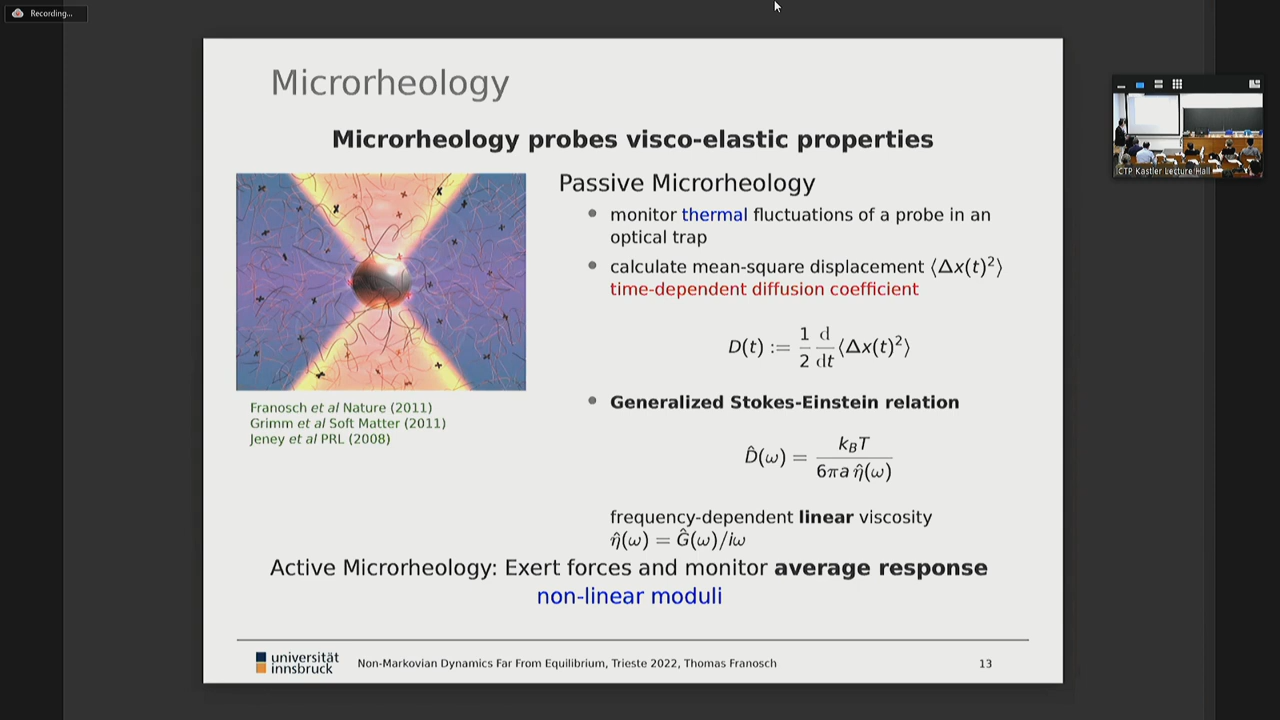 Recording...
Microrheology
Microrheology probes visco-elastic properties
Passive Microrheology
monitor thermal fluctuations of a probe in an
optical trap
calculate mean-square displacement ⟨Δx(t)²⟩
time-dependent diffusion coefficient
D(t) := 1/2 d/dt ⟨Δx(t)²⟩
Generalized Stokes-Einstein relation
D̂(ω) = k_BT / 6πa η̂(ω)
frequency-dependent linear viscosity
η̂(ω) = Ĝ(ω)/iω
Franosch et al Nature (2011)
Grimm et al Soft Matter (2011)
Jeney et al PRL (2008)
Active Microrheology: Exert forces and monitor average response
non-linear moduli
universität
innsbruck
Non-Markovian Dynamics Far From Equilibrium, Trieste 2022, Thomas Franosch
13
CTP Kastler Lecture Hall